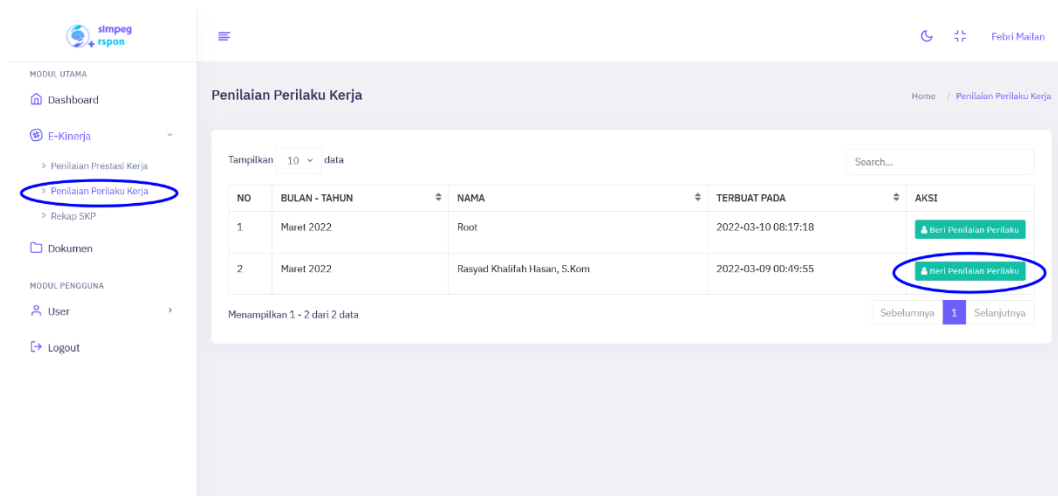 simpeg
rspon
Febri Mailan
MODUL UTAMA
Dashboard
E-Kinerja
Penilaian Prestasi Kerja
Penilaian Perilaku Kerja
Rekap SKP
Dokumen
MODUL PENGGUNA
User
Logout
Penilaian Perilaku Kerja
Home / Penilaian Perilaku Kerja
Tampilkan 10 data
Search...
NO BULAN - TAHUN NAMA TERBUAT PADA AKSI
1 Maret 2022 Root 2022-03-10 08:17:18 Beri Penilaian Perilaku
2 Maret 2022 Rasyad Khalifah Hasan, S.Kom 2022-03-09 00:49:55 Beri Penilaian Perilaku
Menampilkan 1 - 2 dari 2 data
Sebelumnya 1 Selanjutnya